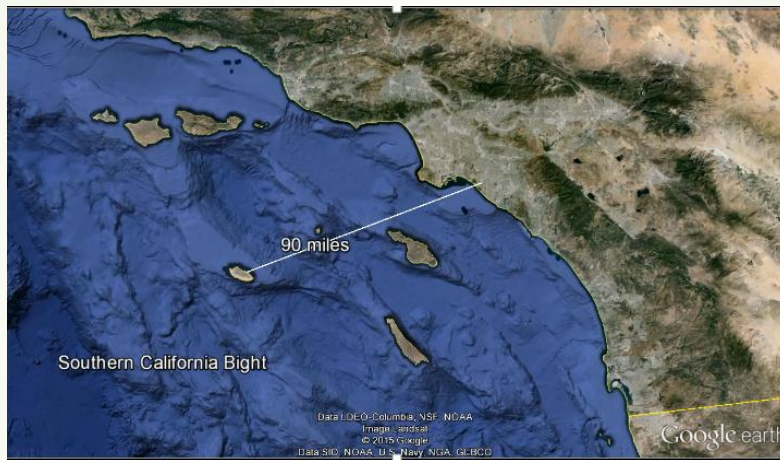 90 miles
Southern California Bight
Data LDEO-Columbia, NSF, NOAA
Image Landsat
© 2015 Google
Data SIO, NOAA, U.S. Navy, NGA, GEBCO
Google earth